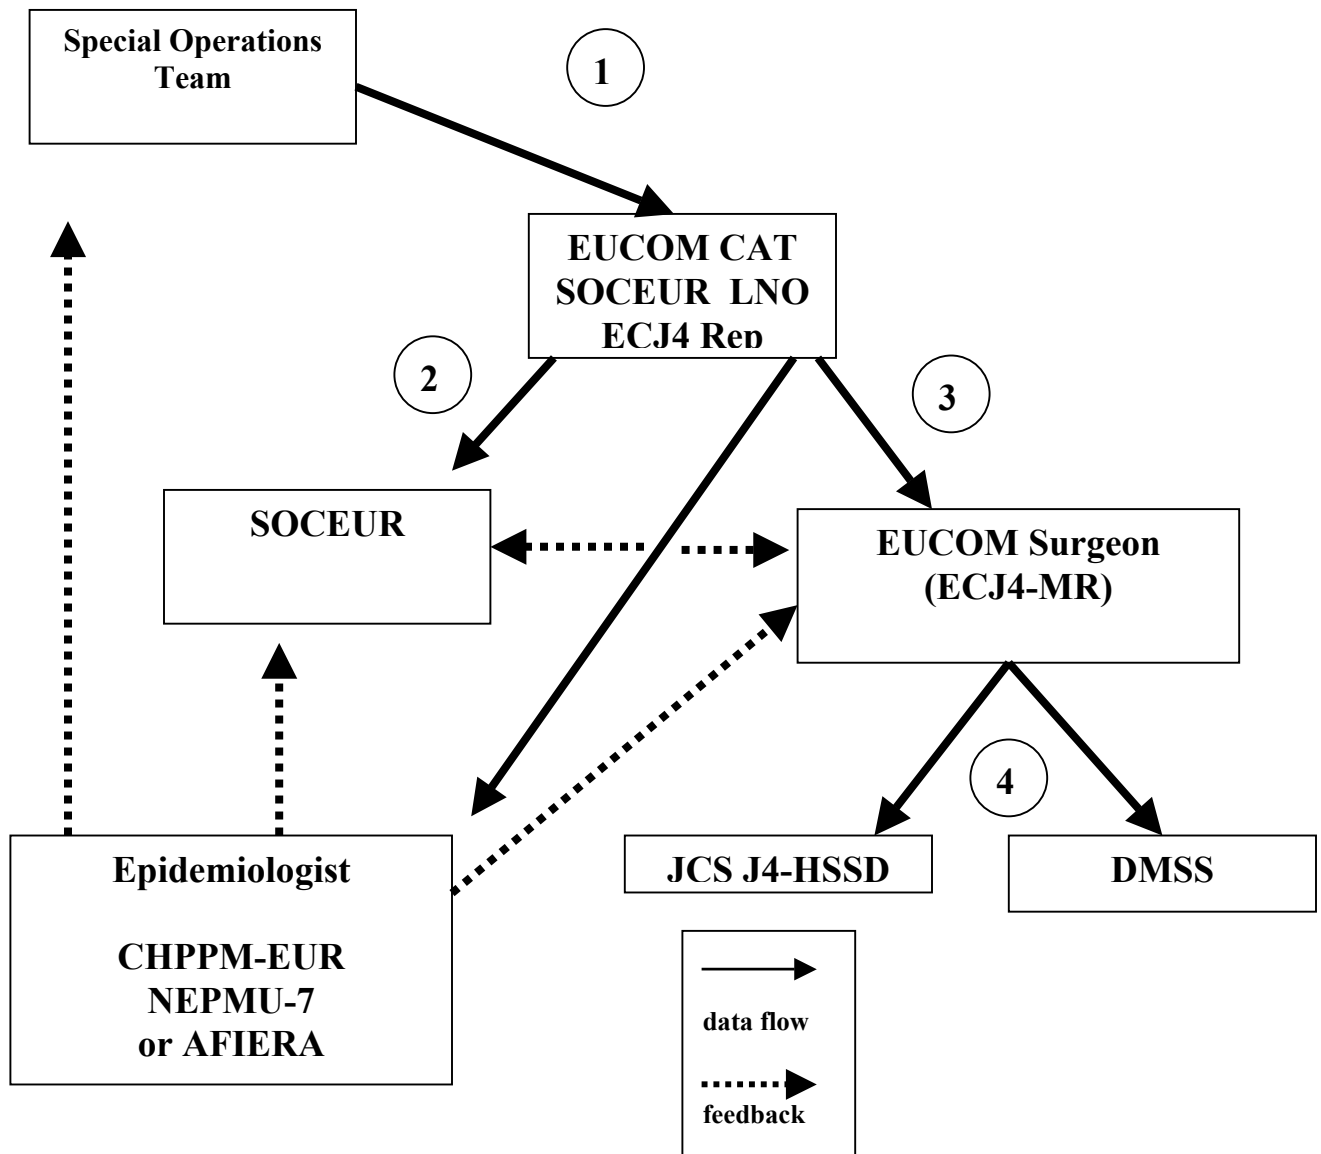 Special Operations
Team
1
EUCOM CAT
SOCEUR LNO
ECJ4 Rep
2
3
SOCEUR
EUCOM Surgeon
(ECJ4-MR)
4
Epidemiologist
CHPPM-EUR
NEPMU-7
or AFIERA
JCS J4-HSSD
DMSS
data flow
feedback